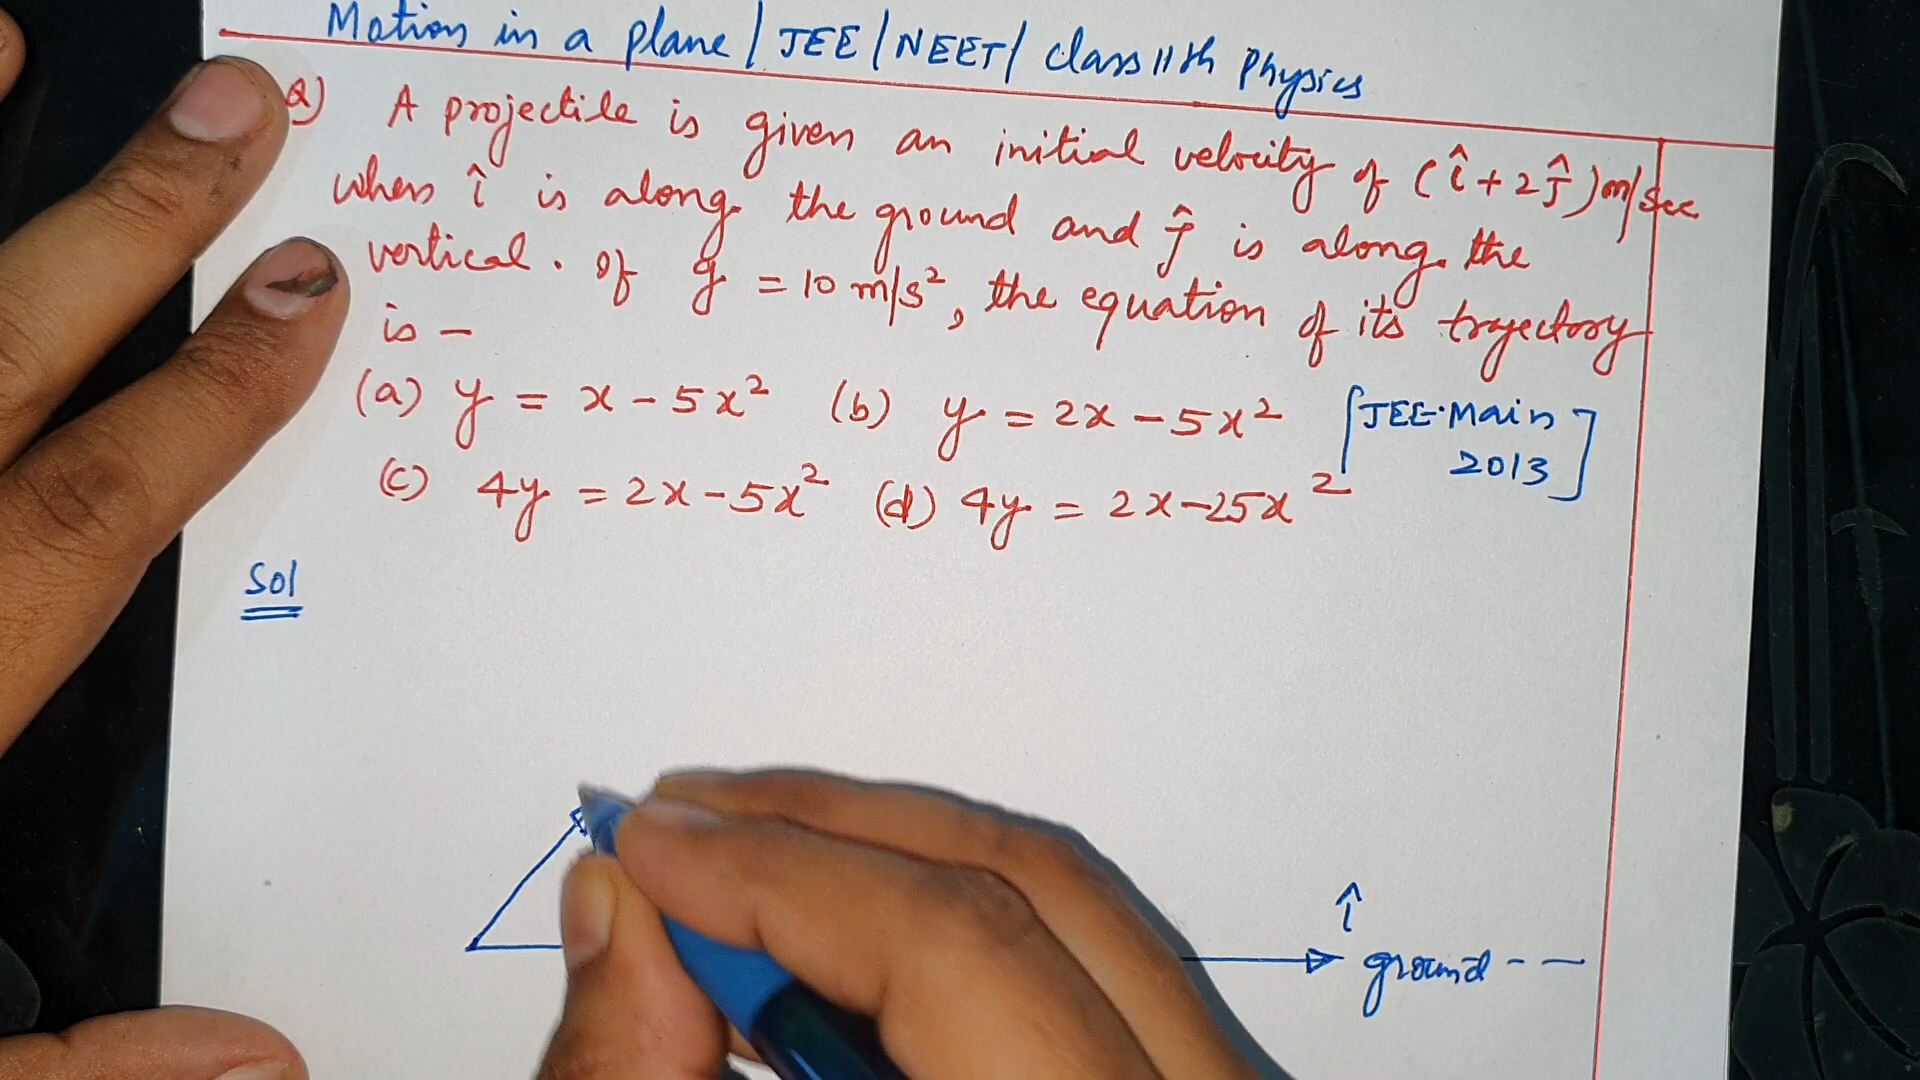 Motion in a plane / JEE / NEET / class 11th Physics
Q) A projectile is given an initial velocity of (î + 2ĵ) m/sec
when î is along the ground and ĵ is along the
vertical. If g = 10 m/s², the equation of its trajectory
is –
(a) y = x – 5x² (b) y = 2x – 5x² [JEE Main 2013]
(c) 4y = 2x – 5x² (d) 4y = 2x – 25x²
Sol
î
ground - -